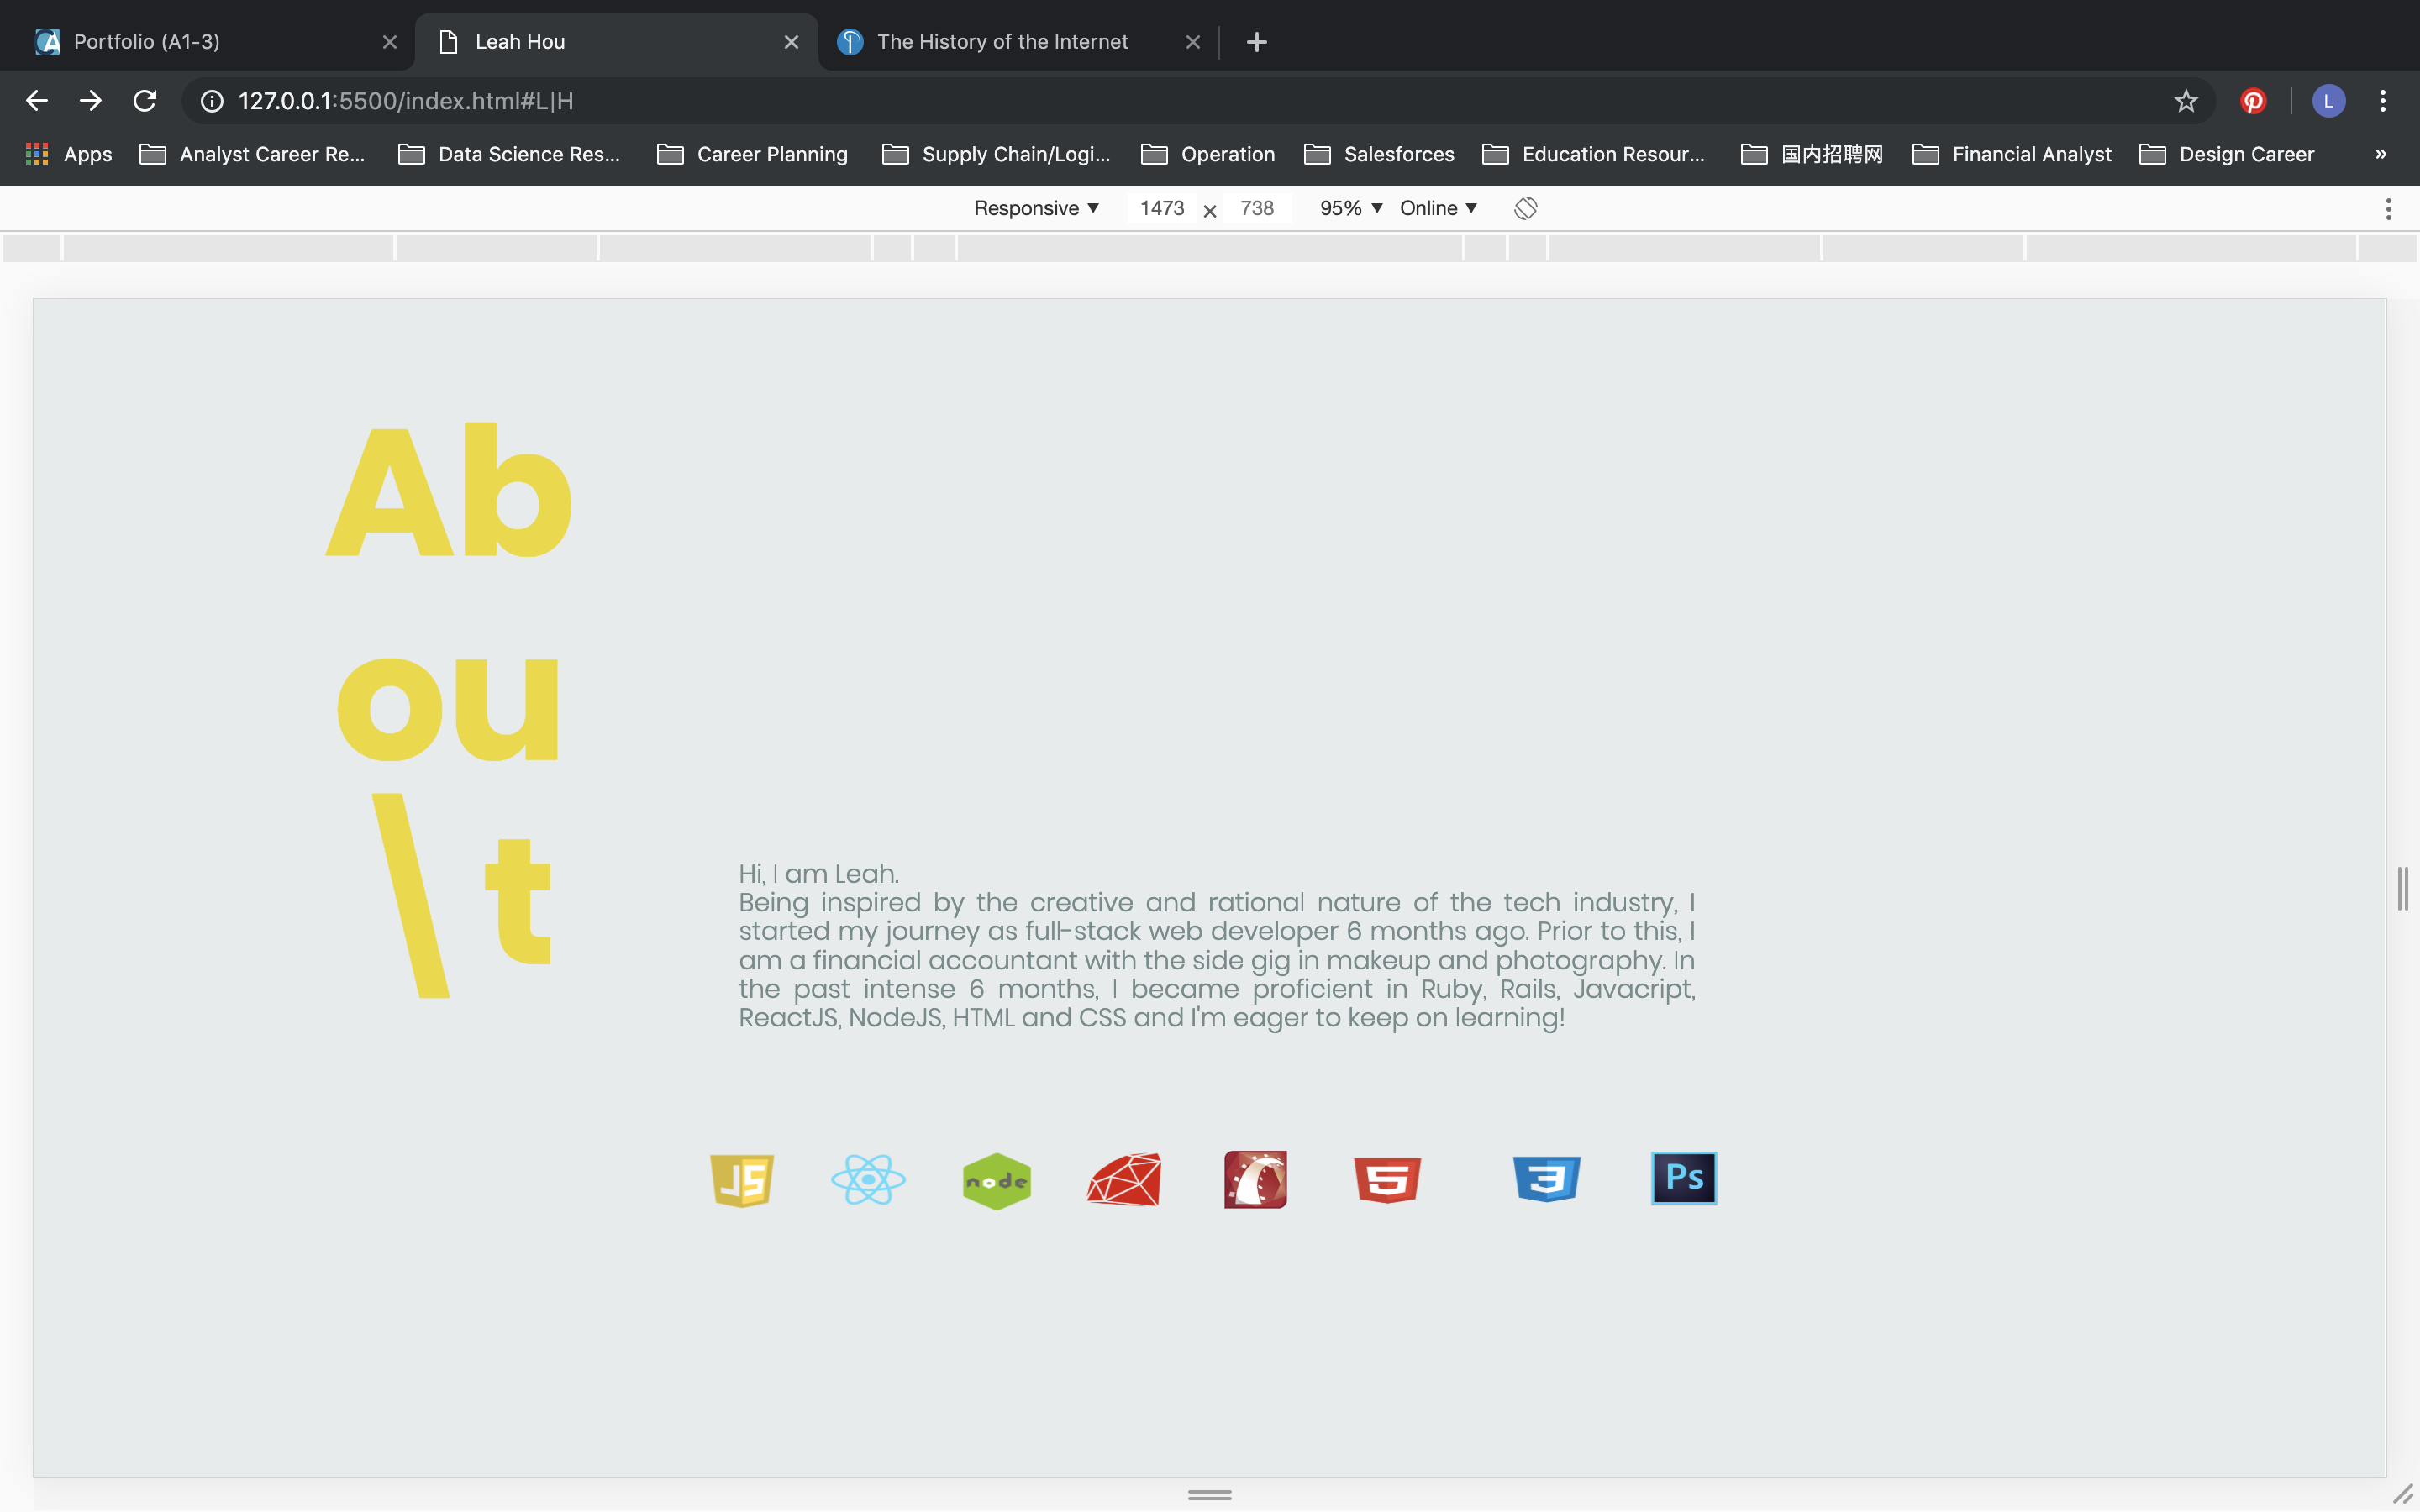 Portfolio (A1-3)
Leah Hou
The History of the Internet
127.0.0.1:5500/index.html#L|H
L
Apps
Analyst Career Re...
Data Science Res...
Career Planning
Supply Chain/Logi...
Operation
Salesforces
Education Resour...
国内招聘网
Financial Analyst
Design Career
»
Responsive
1473 × 738
95%
Online
Ab
ou
\t
Hi, I am Leah.
Being inspired by the creative and rational nature of the tech industry, I
started my journey as full-stack web developer 6 months ago. Prior to this, I
am a financial accountant with the side gig in makeup and photography. In
the past intense 6 months, I became proficient in Ruby, Rails, Javacript,
ReactJS, NodeJS, HTML and CSS and I'm eager to keep on learning!
JS
node
5
3
Ps